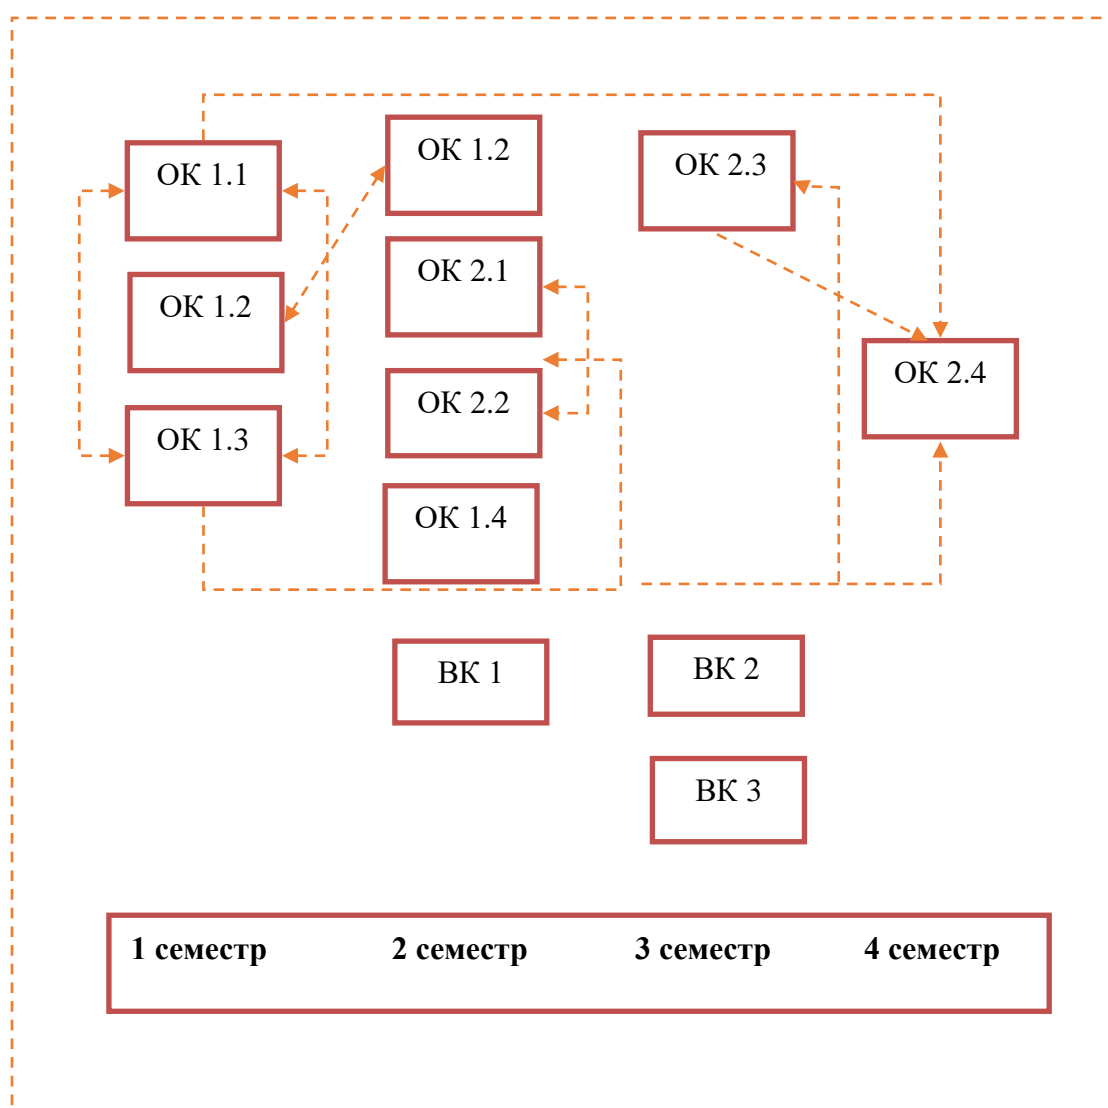 ОК 1.1
ОК 1.2
ОК 1.3
ОК 1.2
ОК 2.1
ОК 2.2
ОК 1.4
ВК 1
ОК 2.3
ВК 2
ВК 3
ОК 2.4
1 семестр 2 семестр 3 семестр 4 семестр